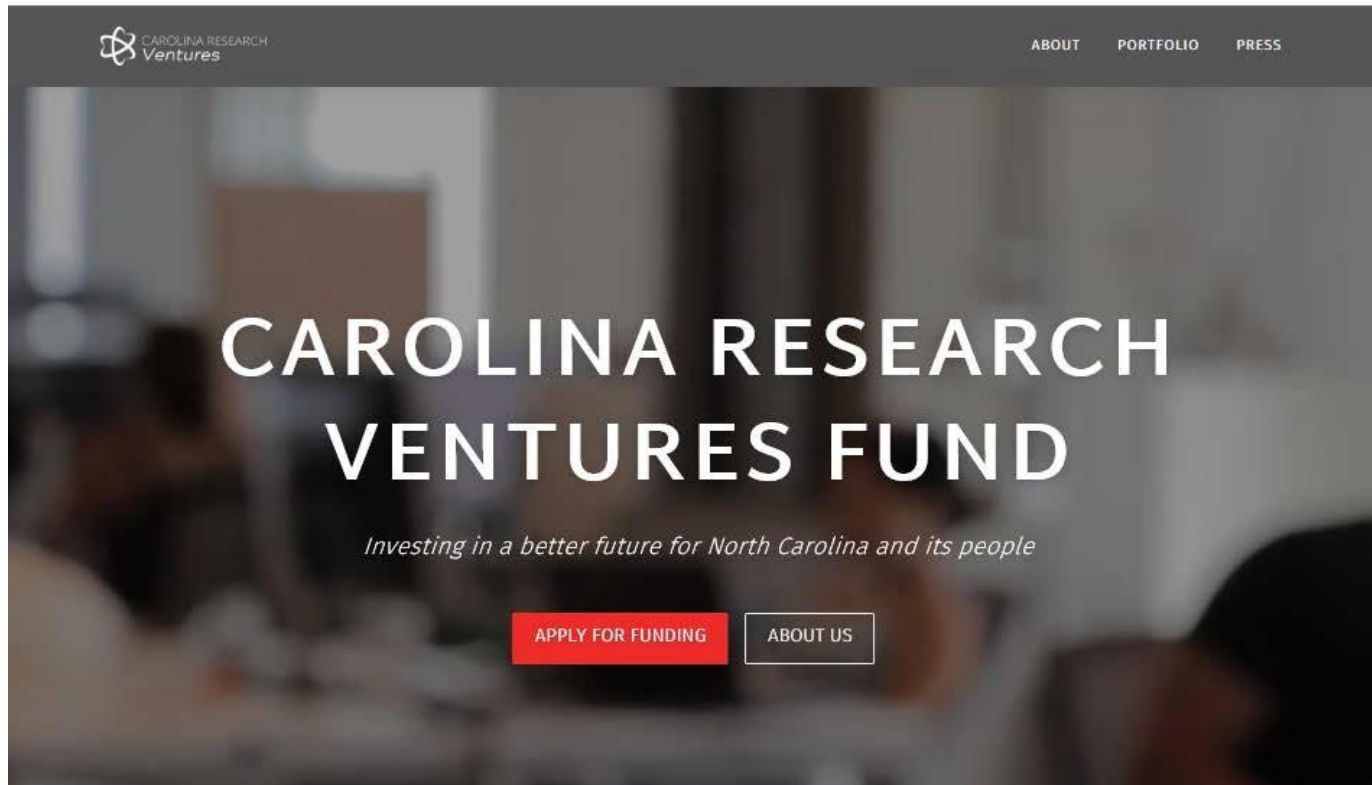 CAROLINA RESEARCH
Ventures
ABOUT PORTFOLIO PRESS
CAROLINA RESEARCH
VENTURES FUND
Investing in a better future for North Carolina and its people
APPLY FOR FUNDING ABOUT US